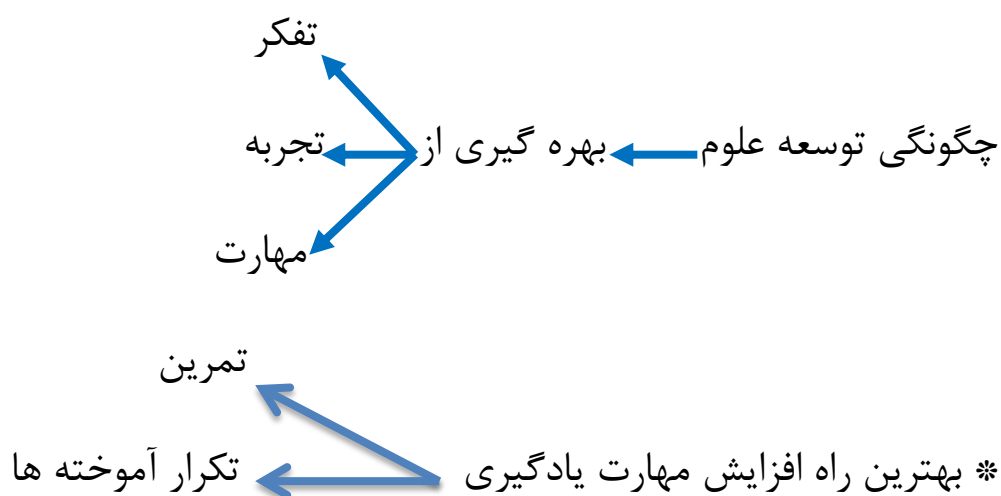 تفکر
چگونگی توسعه علوم بهره گیری از تجربه
مهارت
تمرین
* بهترین راه افزایش مهارت یادگیری تکرار آموخته ها